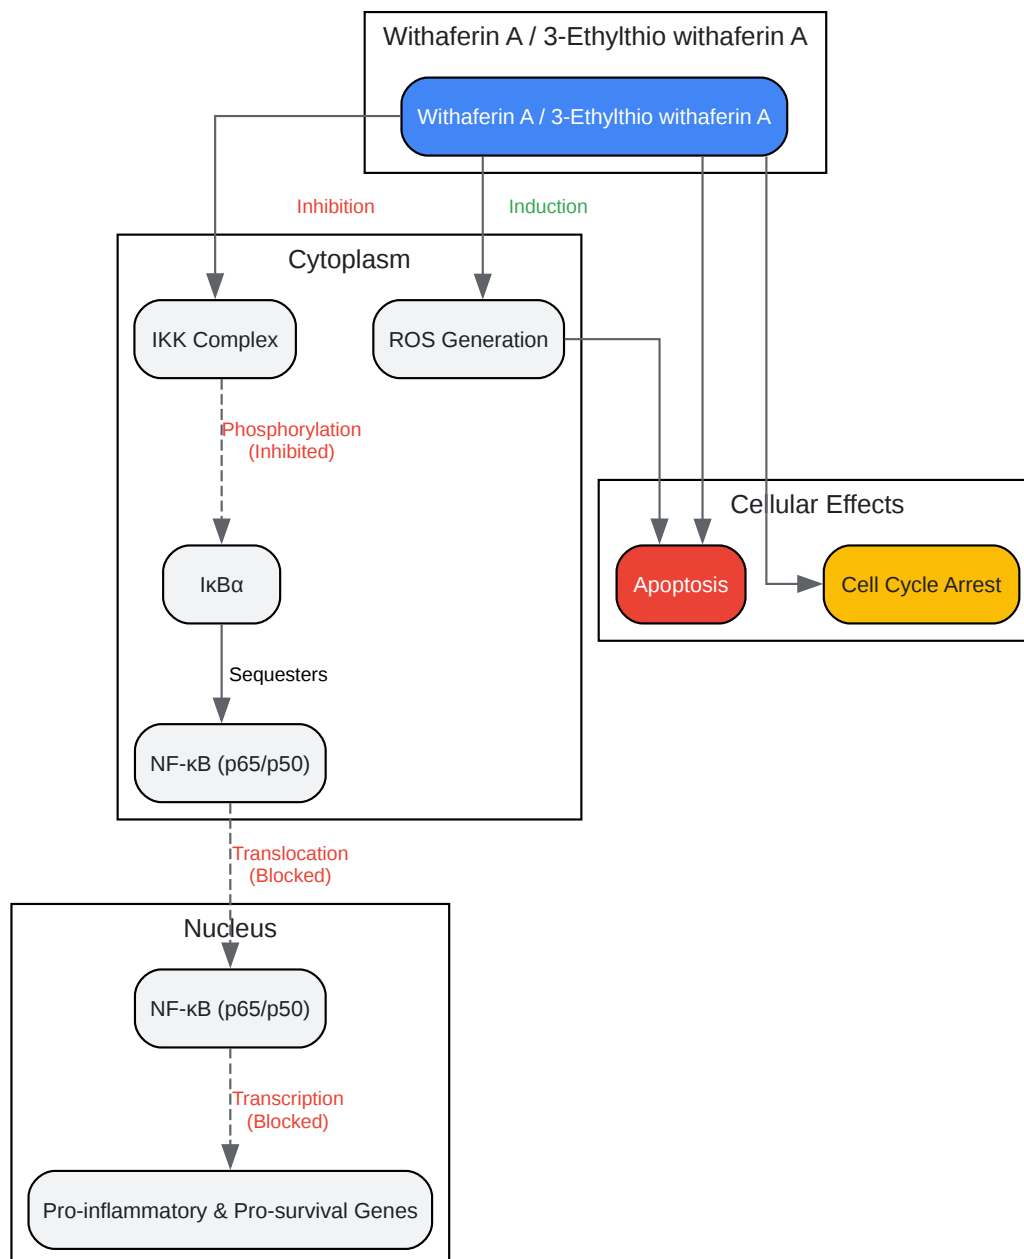 Withaferin A / 3-Ethylthio withaferin A
Withaferin A / 3-Ethylthio withaferin A
Inhibition
Induction
Cytoplasm
IKK Complex
ROS Generation
Phosphorylation
(Inhibited)
Cellular Effects
IκBα
Apoptosis
Cell Cycle Arrest
Sequesters
NF-κB (p65/p50)
Translocation
(Blocked)
Nucleus
NF-κB (p65/p50)
Transcription
(Blocked)
Pro-inflammatory & Pro-survival Genes